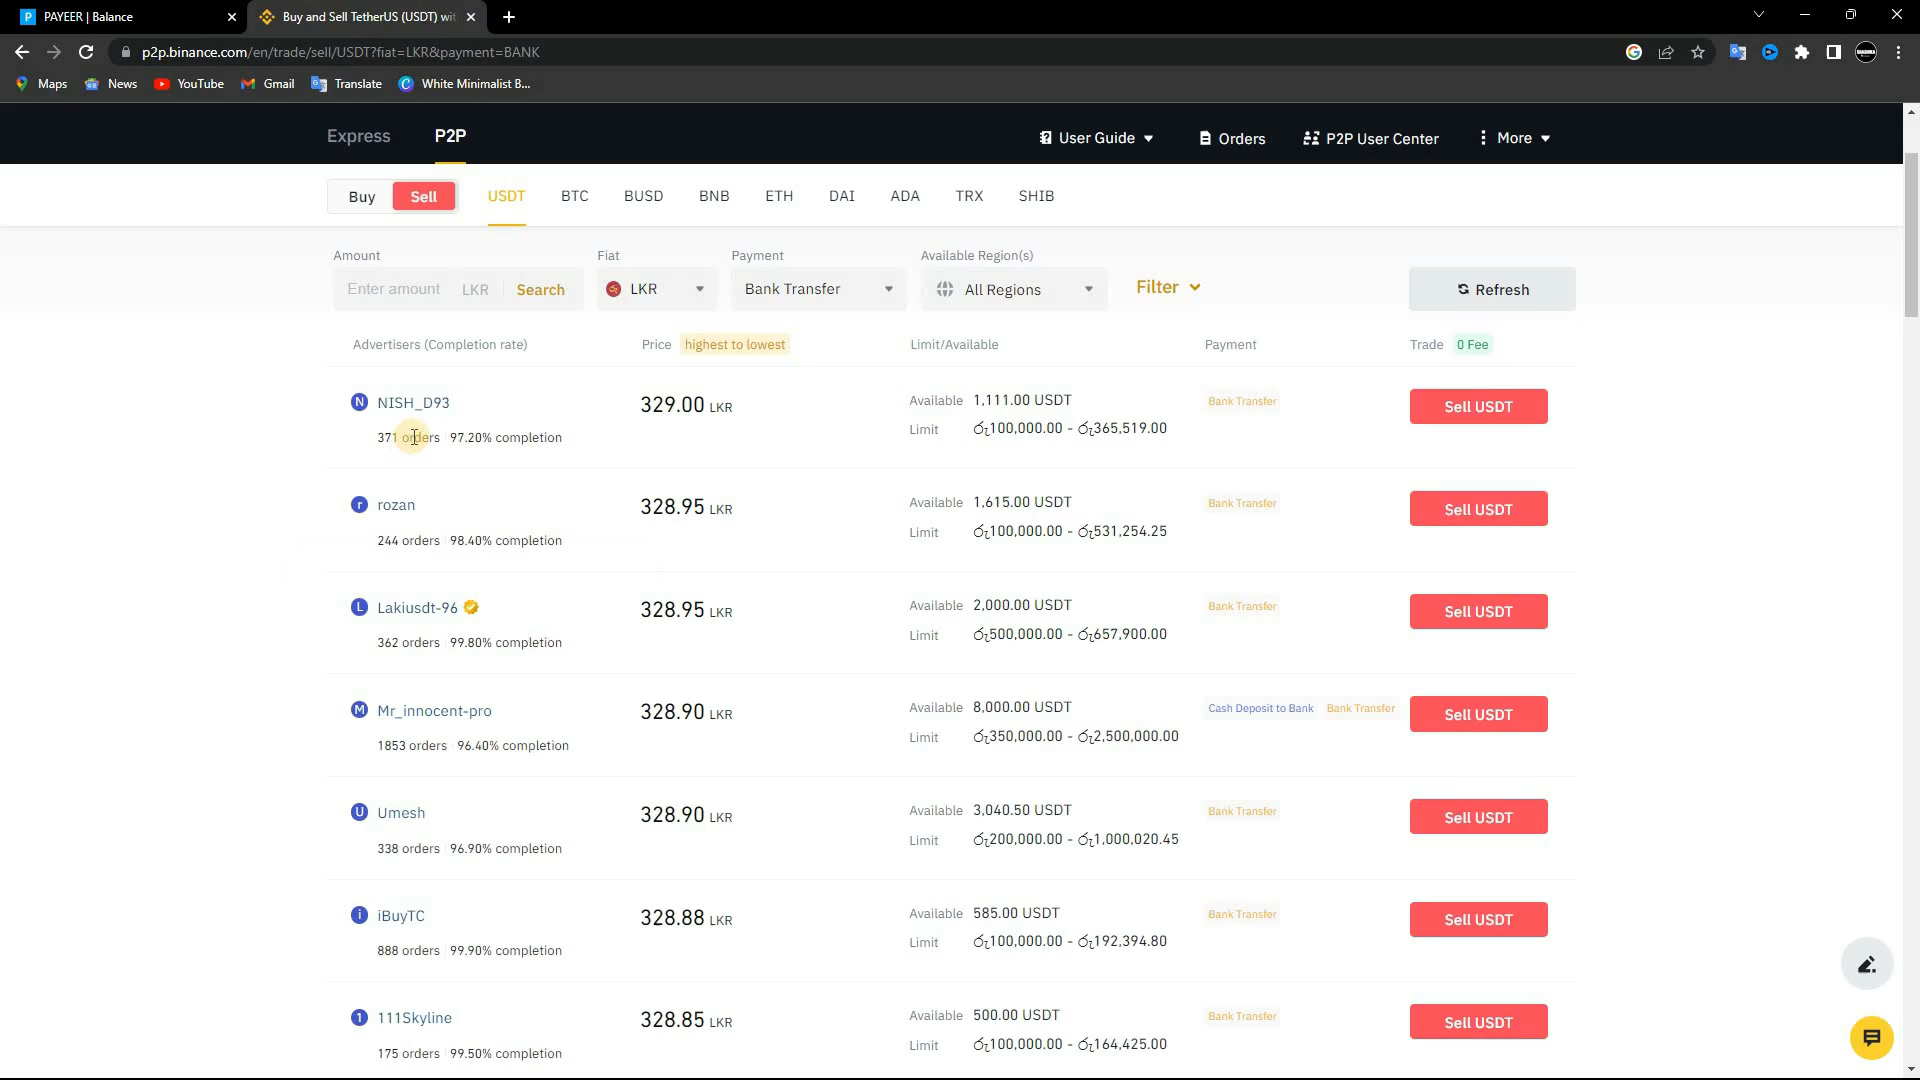 PAYEER | Balance
Buy and Sell TetherUS (USDT) wit
p2p.binance.com/en/trade/sell/USDT?fiat=LKR&payment=BANK
Maps News YouTube Gmail Translate White Minimalist B...
Express P2P User Guide Orders P2P User Center More
Buy Sell USDT BTC BUSD BNB ETH DAI ADA TRX SHIB
Amount Fiat Payment Available Region(s)
Enter amount LKR Search LKR Bank Transfer All Regions Filter Refresh
Advertisers (Completion rate) Price highest to lowest Limit/Available Payment Trade 0 Fee
N NISH_D93 329.00 LKR Available 1,111.00 USDT Bank Transfer Sell USDT
371 orders 97.20% completion Limit රු100,000.00 - රු365,519.00
r rozan 328.95 LKR Available 1,615.00 USDT Bank Transfer Sell USDT
244 orders 98.40% completion Limit රු100,000.00 - රු531,254.25
L Lakiusdt-96 328.95 LKR Available 2,000.00 USDT Bank Transfer Sell USDT
362 orders 99.80% completion Limit රු500,000.00 - රු657,900.00
M Mr_innocent-pro 328.90 LKR Available 8,000.00 USDT Cash Deposit to Bank Bank Transfer Sell USDT
1853 orders 96.40% completion Limit රු350,000.00 - රු2,500,000.00
U Umesh 328.90 LKR Available 3,040.50 USDT Bank Transfer Sell USDT
338 orders 96.90% completion Limit රු200,000.00 - රු1,000,020.45
i iBuyTC 328.88 LKR Available 585.00 USDT Bank Transfer Sell USDT
888 orders 99.90% completion Limit රු100,000.00 - රු192,394.80
1 111Skyline 328.85 LKR Available 500.00 USDT Bank Transfer Sell USDT
175 orders 99.50% completion Limit රු100,000.00 - රු164,425.00